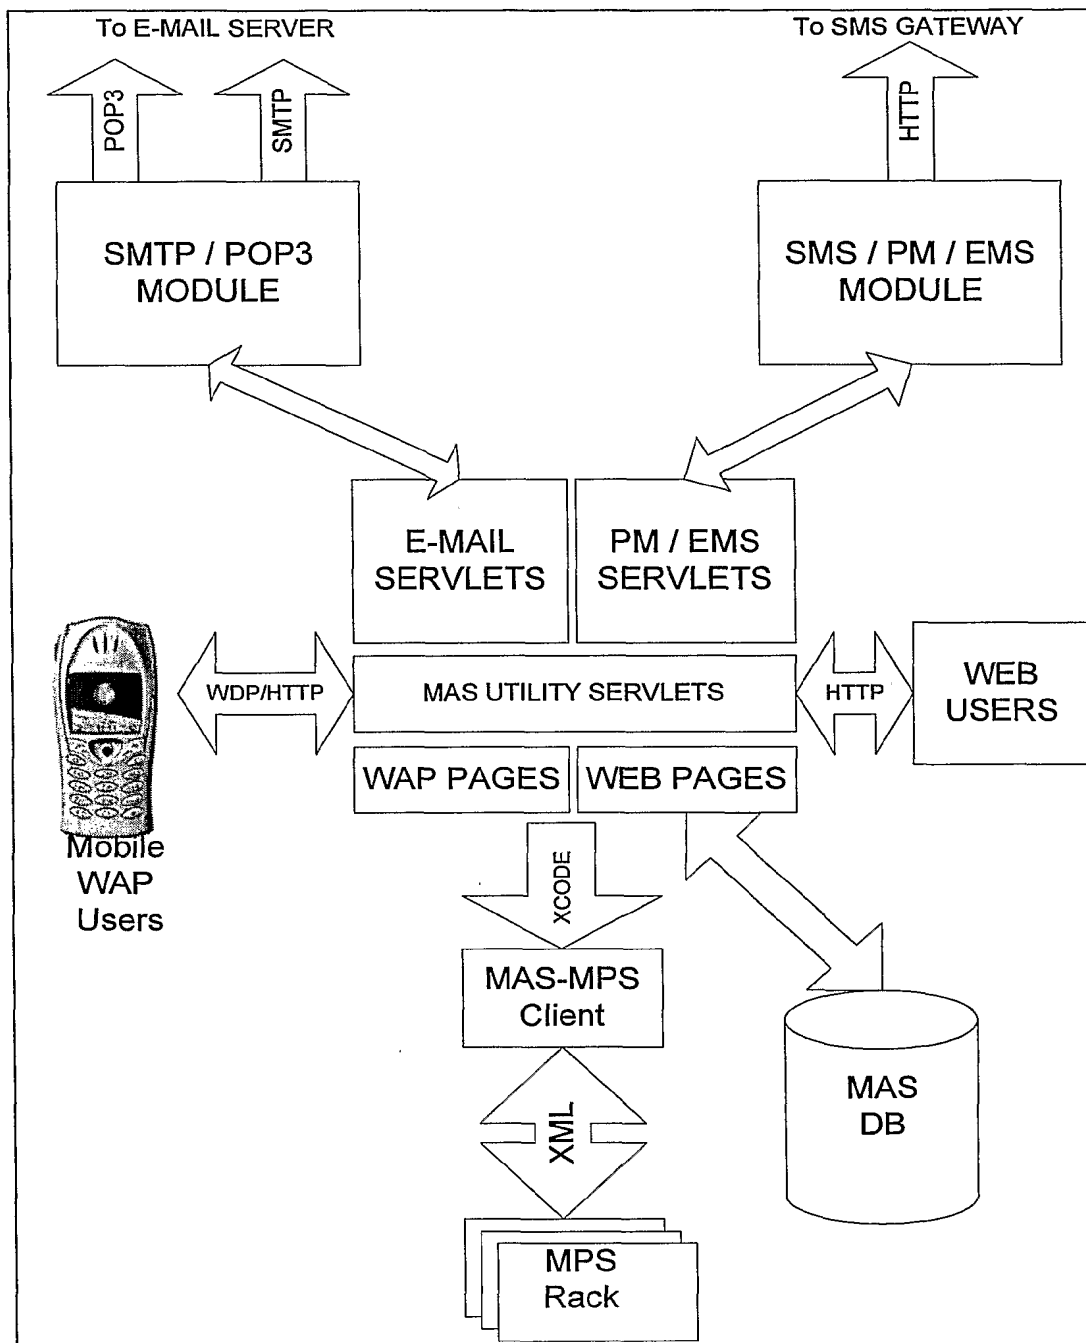 To E-MAIL SERVER
To SMS GATEWAY
POP3
SMTP
HTTP
SMTP / POP3
MODULE
SMS / PM / EMS
MODULE
E-MAIL
SERVLETS
PM / EMS
SERVLETS
WDP/HTTP
MAS UTILITY SERVLETS
HTTP
WEB
USERS
WAP PAGES
WEB PAGES
Mobile
WAP
Users
XCODE
MAS-MPS
Client
MAS
DB
XML
MPS
Rack